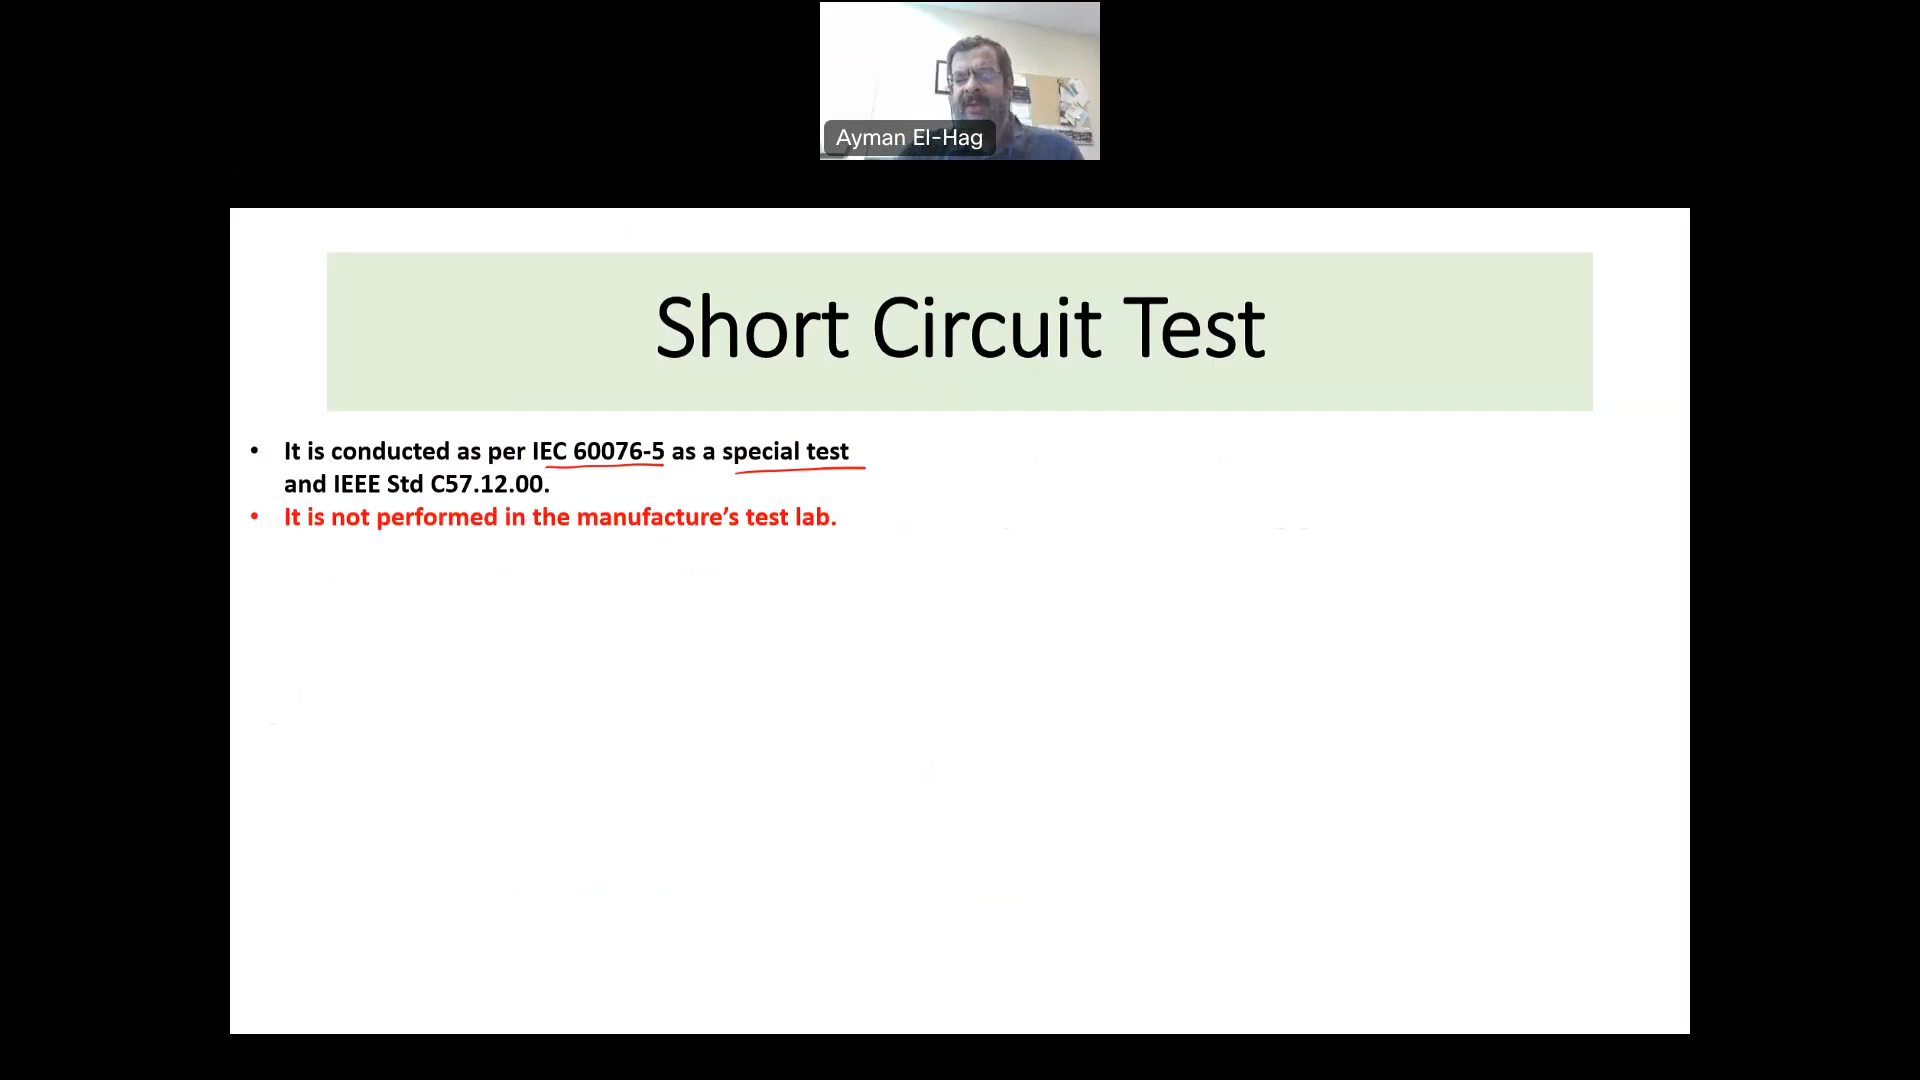 Ayman El-Hag
Short Circuit Test
• It is conducted as per IEC 60076-5 as a special test
and IEEE Std C57.12.00.
• It is not performed in the manufacture’s test lab.